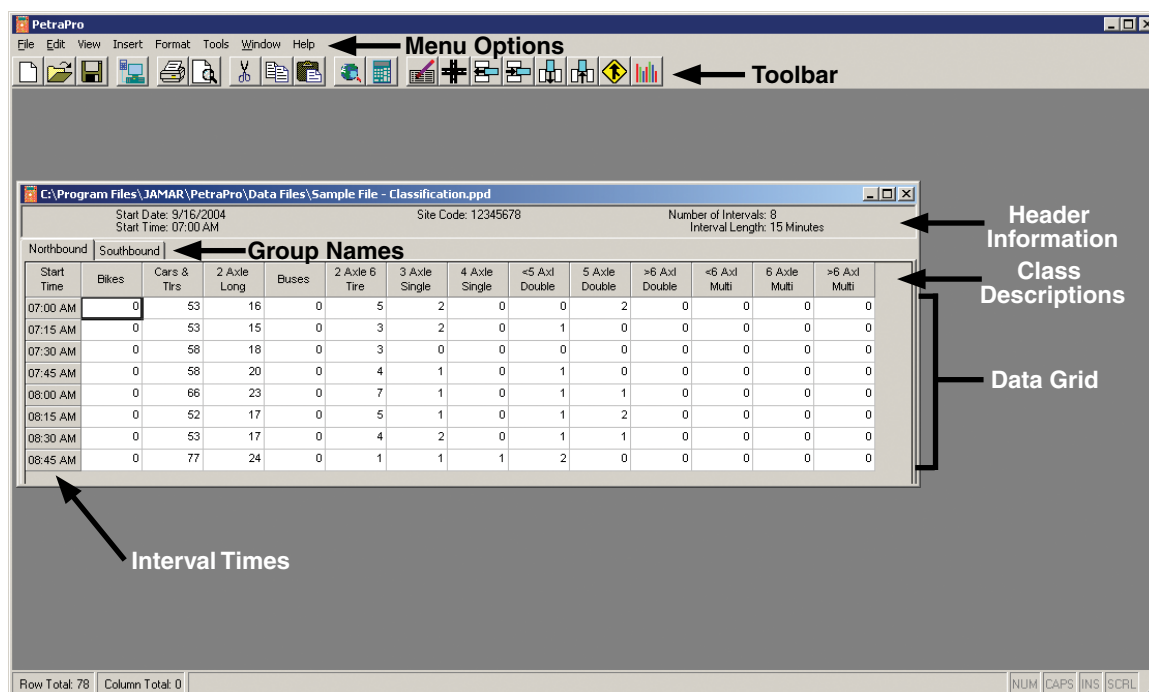 PetraPro
File Edit View Insert Format Tools Window Help
Menu Options
Toolbar
C:\Program Files\JAMAR\PetraPro\Data Files\Sample File - Classification.ppd
Start Date: 9/16/2004 Site Code: 12345678 Number of Intervals: 8
Start Time: 07:00 AM Interval Length: 15 Minutes
Header
Information
Northbound Southbound
Group Names
Start Time Bikes Cars & Tlrs 2 Axle Long Buses 2 Axle 6 Tire 3 Axle Single 4 Axle Single <5 Axl Double 5 Axle Double >6 Axl Double <6 Axl Multi 6 Axle Multi >6 Axl Multi
Class
Descriptions
07:00 AM 0 53 16 0 5 2 0 0 2 0 0 0 0
07:15 AM 0 53 15 0 3 2 0 1 0 0 0 0 0
07:30 AM 0 58 18 0 3 0 0 0 0 0 0 0 0
07:45 AM 0 58 20 0 4 1 0 1 0 0 0 0 0
08:00 AM 0 66 23 0 7 1 0 1 1 0 0 0 0
08:15 AM 0 52 17 0 5 1 0 1 2 0 0 0 0
08:30 AM 0 53 17 0 4 2 0 1 1 0 0 0 0
08:45 AM 0 77 24 0 1 1 1 2 0 0 0 0 0
Data Grid
Interval Times
Row Total: 78 Column Total: 0 NUM CAPS INS SCRL